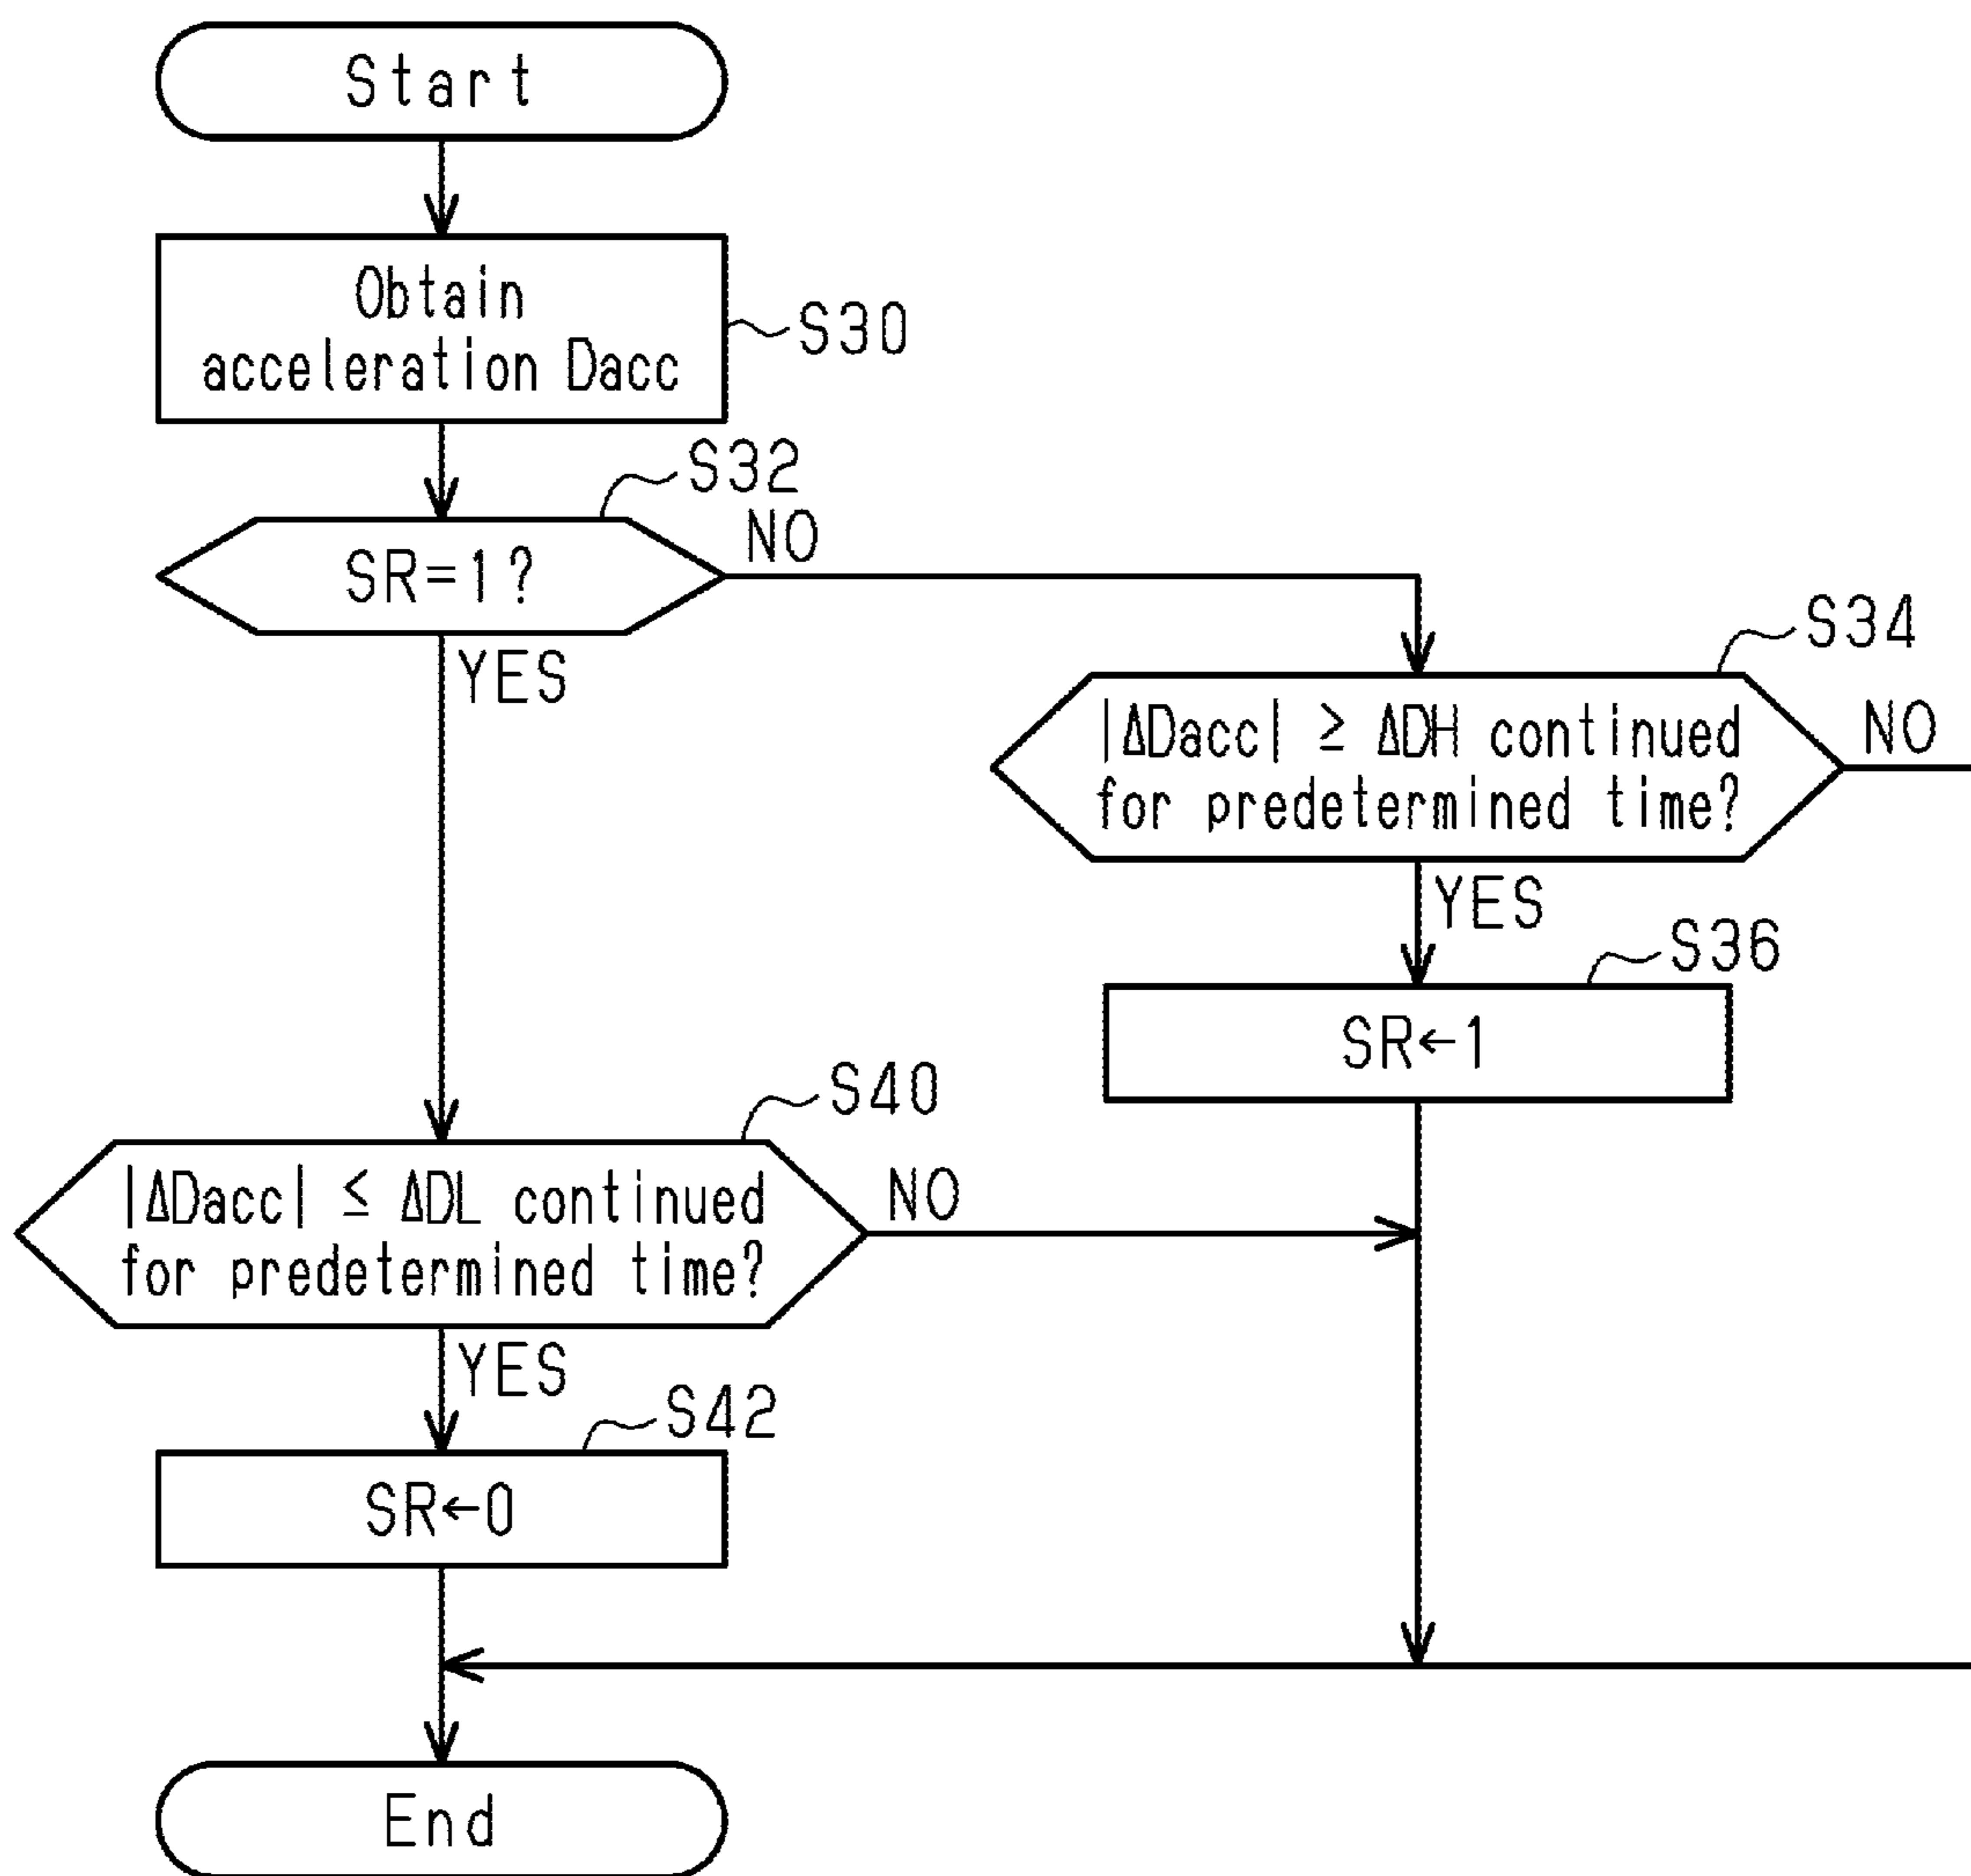 Start
Obtain
acceleration Dacc
S30
S32
SR=1?
NO
YES
S34
|ΔDacc| ≥ ΔDH continued
for predetermined time?
NO
YES
S36
SR←1
S40
|ΔDacc| ≤ ΔDL continued
for predetermined time?
NO
YES
S42
SR←0
End